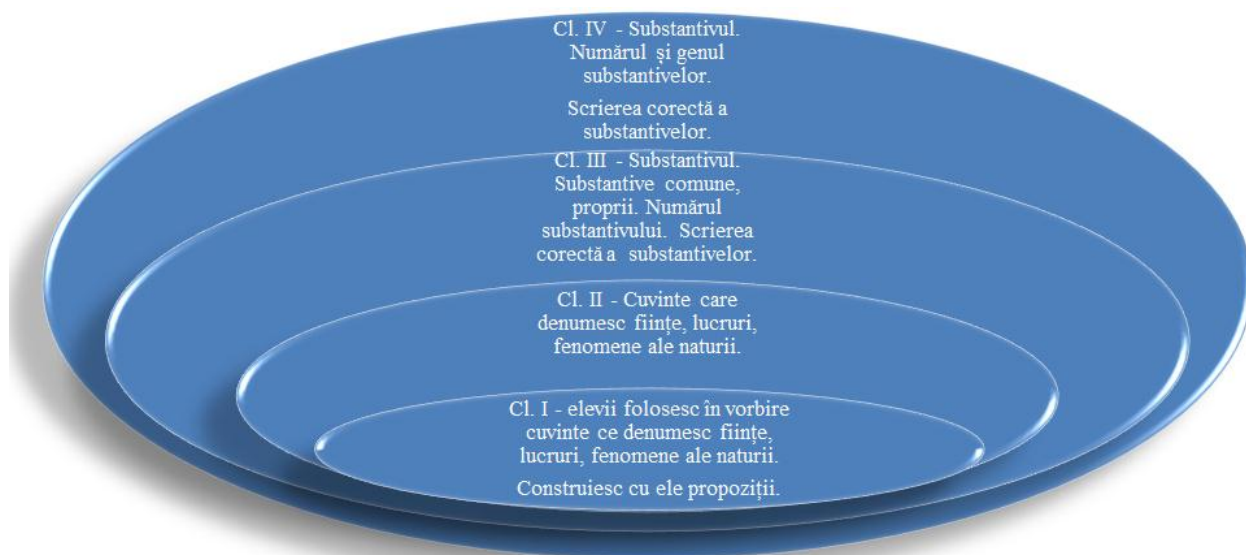 Cl. IV - Substantivul.
Numărul și genul
substantivelor.
Scrierea corectă a
substantivelor.
Cl. III - Substantivul.
Substantive comune,
proprii. Numărul
substantivului. Scrierea
corectă a substantivelor.
Cl. II - Cuvinte care
denumesc ființe, lucruri,
fenomene ale naturii.
Cl. I - elevii folosesc în vorbire
cuvinte ce denumesc ființe,
lucruri, fenomene ale naturii.
Construiesc cu ele propoziții.